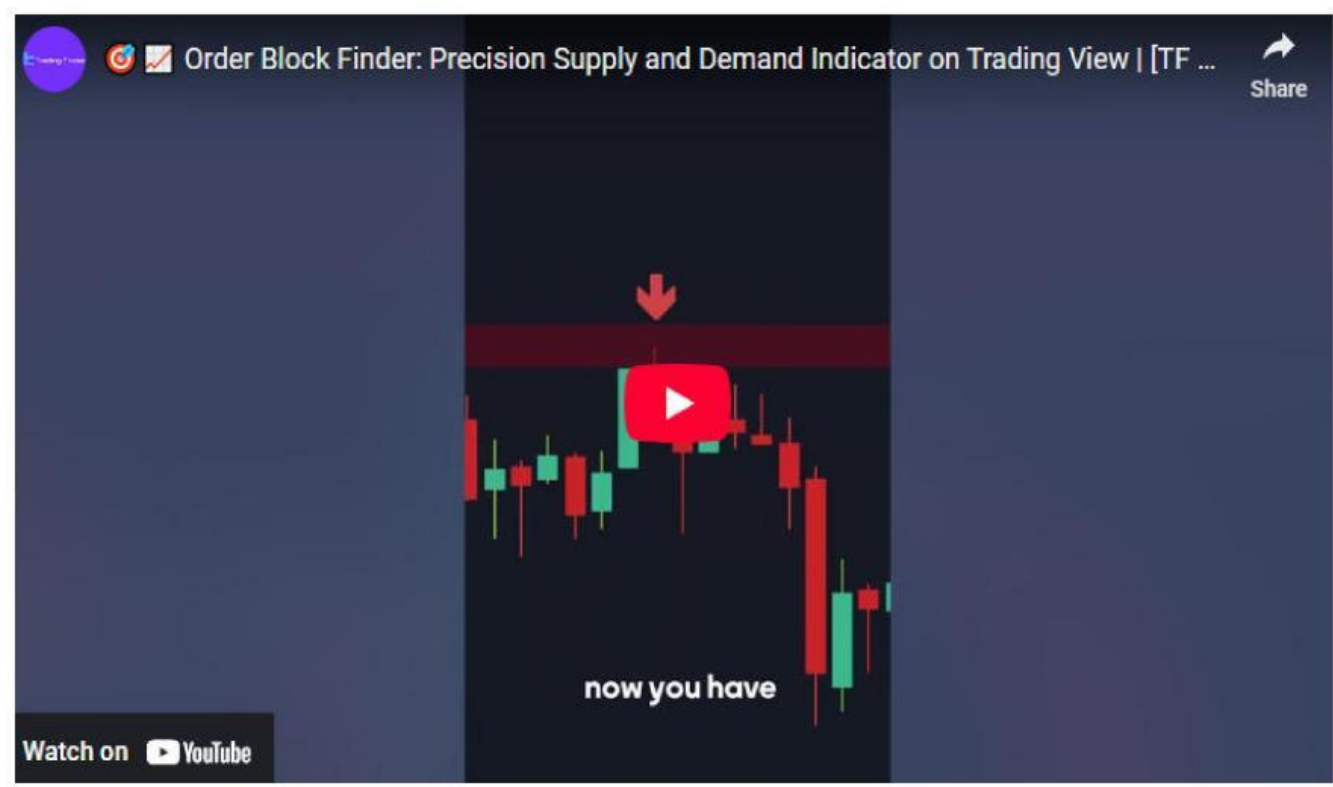 🎯 📈 Order Block Finder: Precision Supply and Demand Indicator on Trading View | [TF ...
Share
now you have
Watch on YouTube